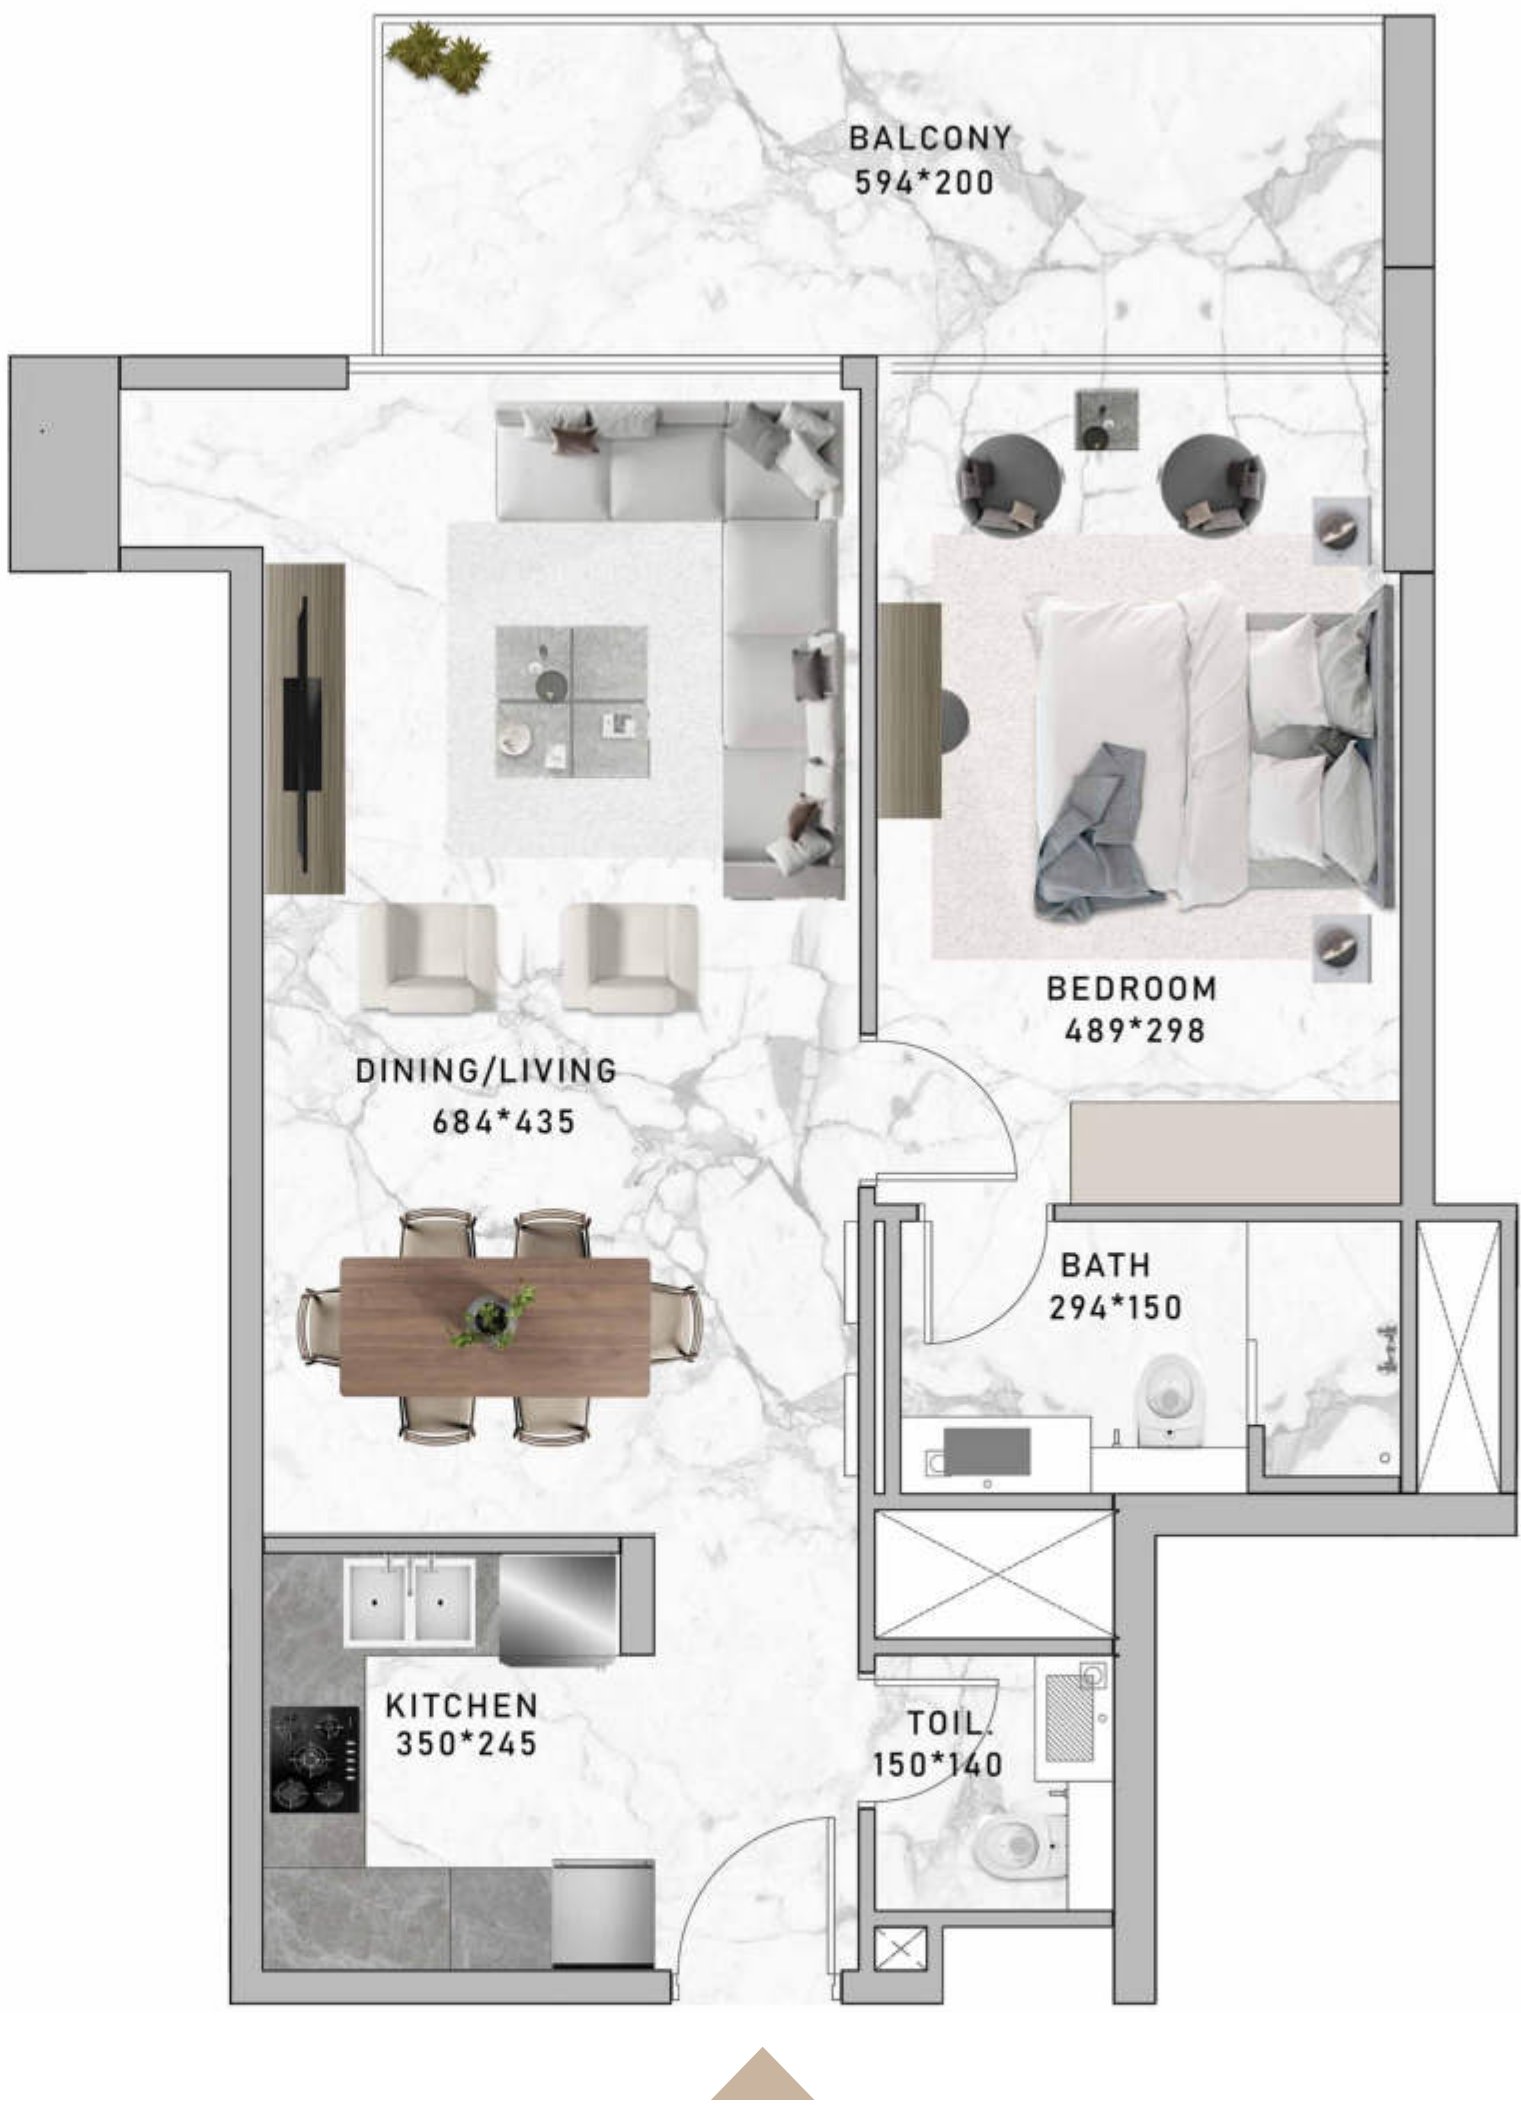 BALCONY
594*200
BEDROOM
489*298
DINING/LIVING
684*435
BATH
294*150
KITCHEN
350*245
TOIL.
150*140